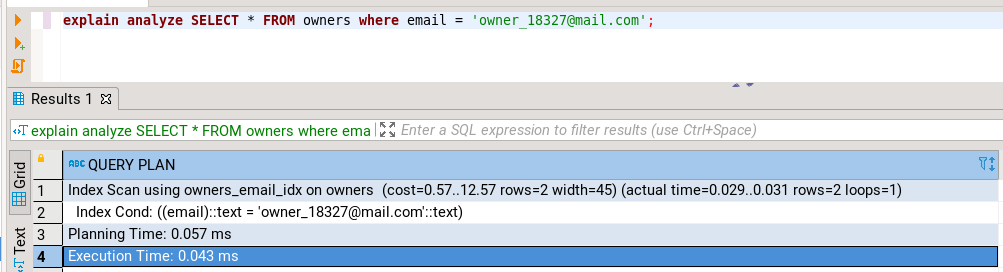 explain analyze SELECT * FROM owners where email = 'owner_18327@mail.com';
Results 1
explain analyze SELECT * FROM owners where ema
Enter a SQL expression to filter results (use Ctrl+Space)
Grid
Text
ABC QUERY PLAN
1 Index Scan using owners_email_idx on owners (cost=0.57..12.57 rows=2 width=45) (actual time=0.029..0.031 rows=2 loops=1)
2 Index Cond: ((email)::text = 'owner_18327@mail.com'::text)
3 Planning Time: 0.057 ms
4 Execution Time: 0.043 ms